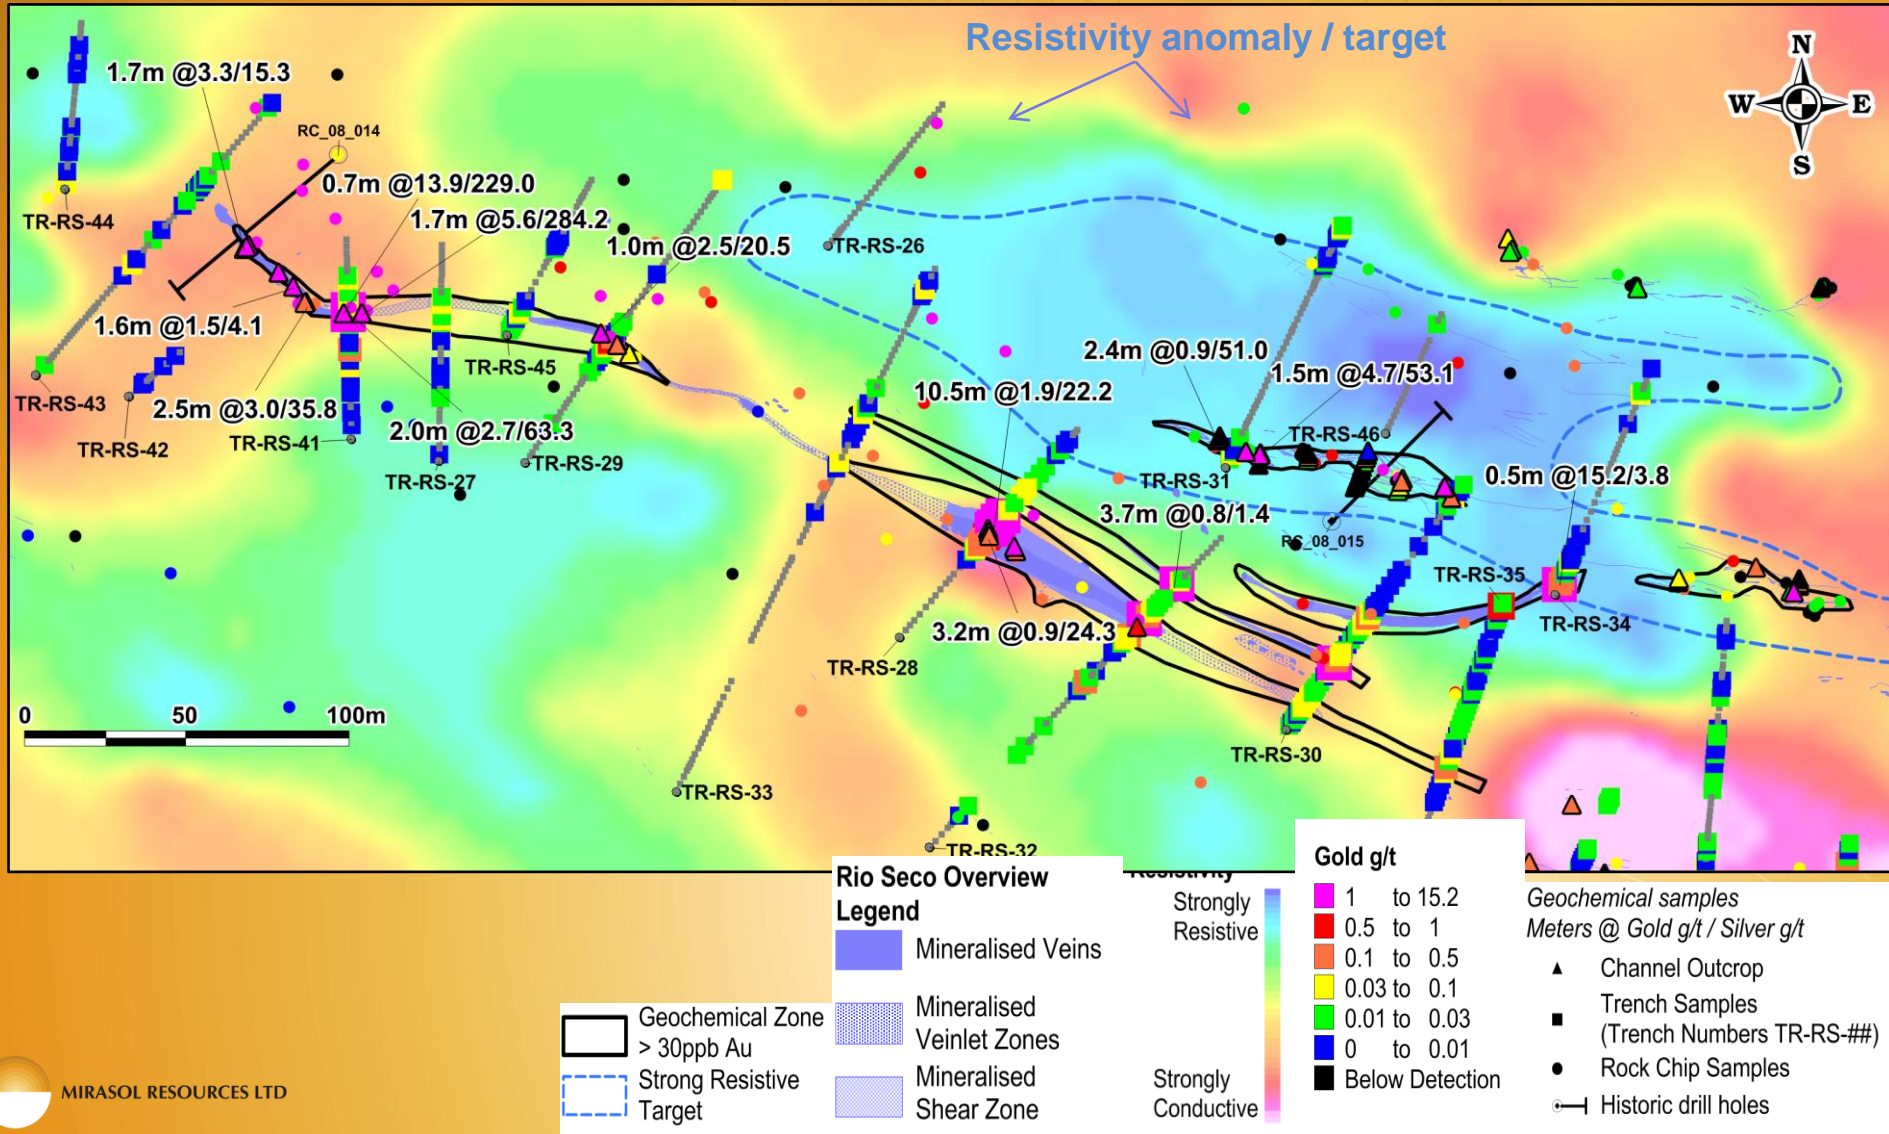 Resistivity anomaly / target
N
W
E
S
1.7m @3.3/15.3
RC_08_014
0.7m @13.9/229.0
1.7m @5.6/284.2
1.0m @2.5/20.5
TR-RS-44
TR-RS-26
1.6m @1.5/4.1
TR-RS-45
2.4m @0.9/51.0
1.5m @4.7/53.1
10.5m @1.9/22.2
TR-RS-43
2.5m @3.0/35.8
TR-RS-42
TR-RS-41
2.0m @2.7/63.3
TR-RS-29
TR-RS-27
TR-RS-46
TR-RS-31
0.5m @15.2/3.8
3.7m @0.8/1.4
RC_08_015
TR-RS-35
TR-RS-34
3.2m @0.9/24.3
TR-RS-28
0 50 100m
TR-RS-30
TR-RS-33
TR-RS-32
Rio Seco Overview
Legend
Mineralised Veins
Mineralised
Veinlet Zones
Mineralised
Shear Zone
Geochemical Zone
> 30ppb Au
Strong Resistive
Target
Resistivity
Strongly
Resistive
Strongly
Conductive
Gold g/t
1 to 15.2
0.5 to 1
0.1 to 0.5
0.03 to 0.1
0.01 to 0.03
0 to 0.01
Below Detection
Geochemical samples
Meters @ Gold g/t / Silver g/t
Channel Outcrop
Trench Samples
(Trench Numbers TR-RS-##)
Rock Chip Samples
Historic drill holes
MIRASOL RESOURCES LTD